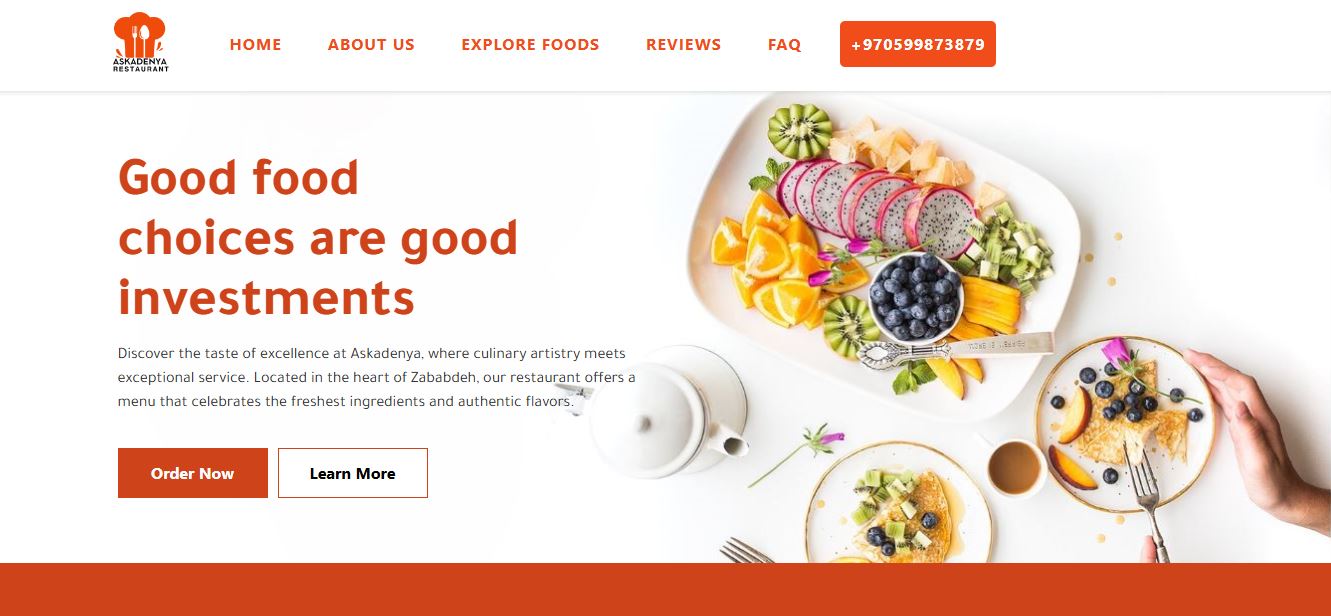 ASKADENYA
RESTAURANT
HOME
ABOUT US
EXPLORE FOODS
REVIEWS
FAQ
+970599873879
Good food
choices are good
investments
Discover the taste of excellence at Askadenya, where culinary artistry meets
exceptional service. Located in the heart of Zababdeh, our restaurant offers a
menu that celebrates the freshest ingredients and authentic flavors.
Order Now
Learn More